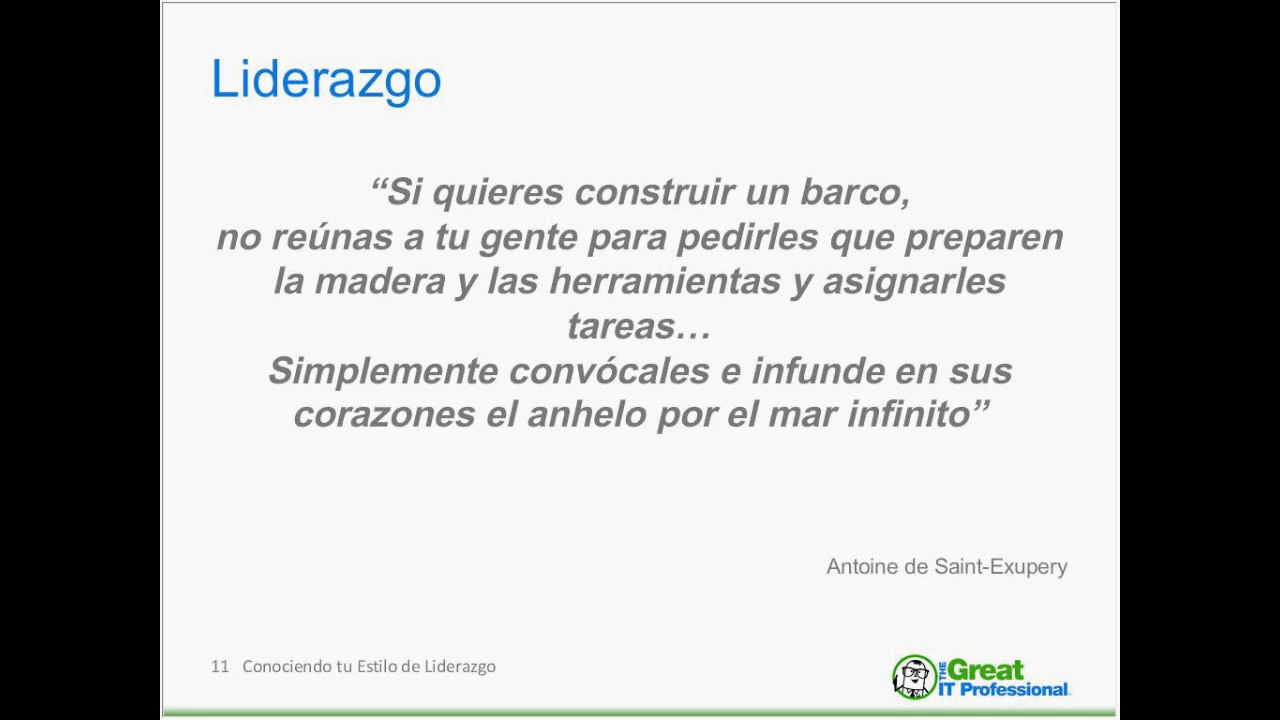 Liderazgo
“Si quieres construir un barco,
no reúnas a tu gente para pedirles que preparen
la madera y las herramientas y asignarles
tareas…
Simplemente convócales e infunde en sus
corazones el anhelo por el mar infinito”
Antoine de Saint-Exupery
11 Conociendo tu Estilo de Liderazgo
THE Great
IT Professional